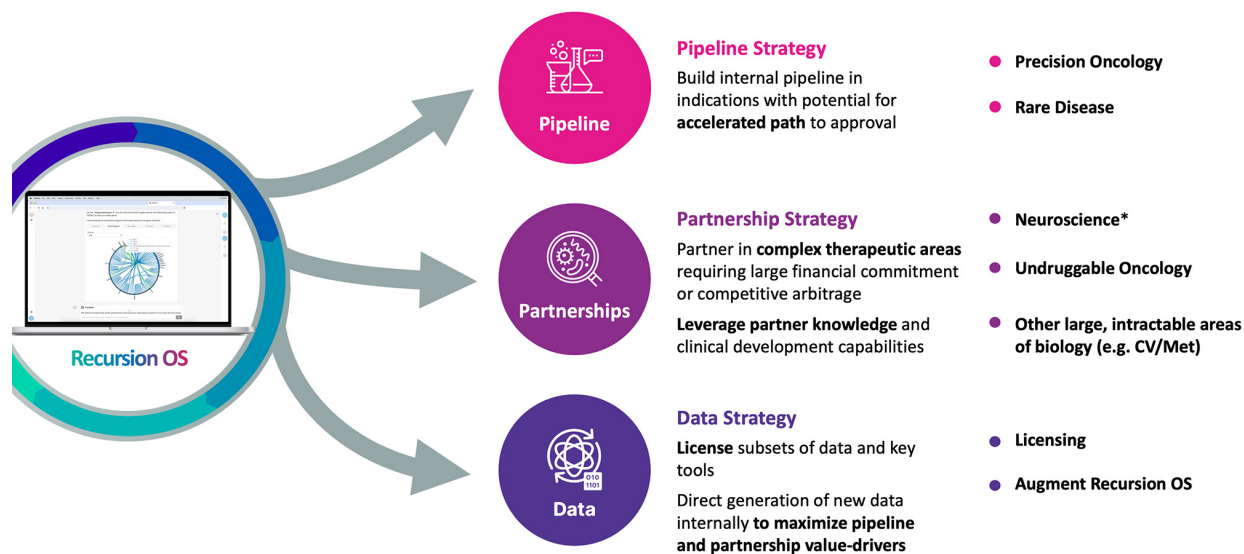 Recursion OS
Pipeline
Pipeline Strategy
Build internal pipeline in
indications with potential for
accelerated path to approval
Precision Oncology
Rare Disease
Partnerships
Partnership Strategy
Partner in complex therapeutic areas
requiring large financial commitment
or competitive arbitrage
Leverage partner knowledge and
clinical development capabilities
Neuroscience*
Undruggable Oncology
Other large, intractable areas
of biology (e.g. CV/Met)
010
1101
Data
Data Strategy
License subsets of data and key
tools
Direct generation of new data
internally to maximize pipeline
and partnership value-drivers
Licensing
Augment Recursion OS